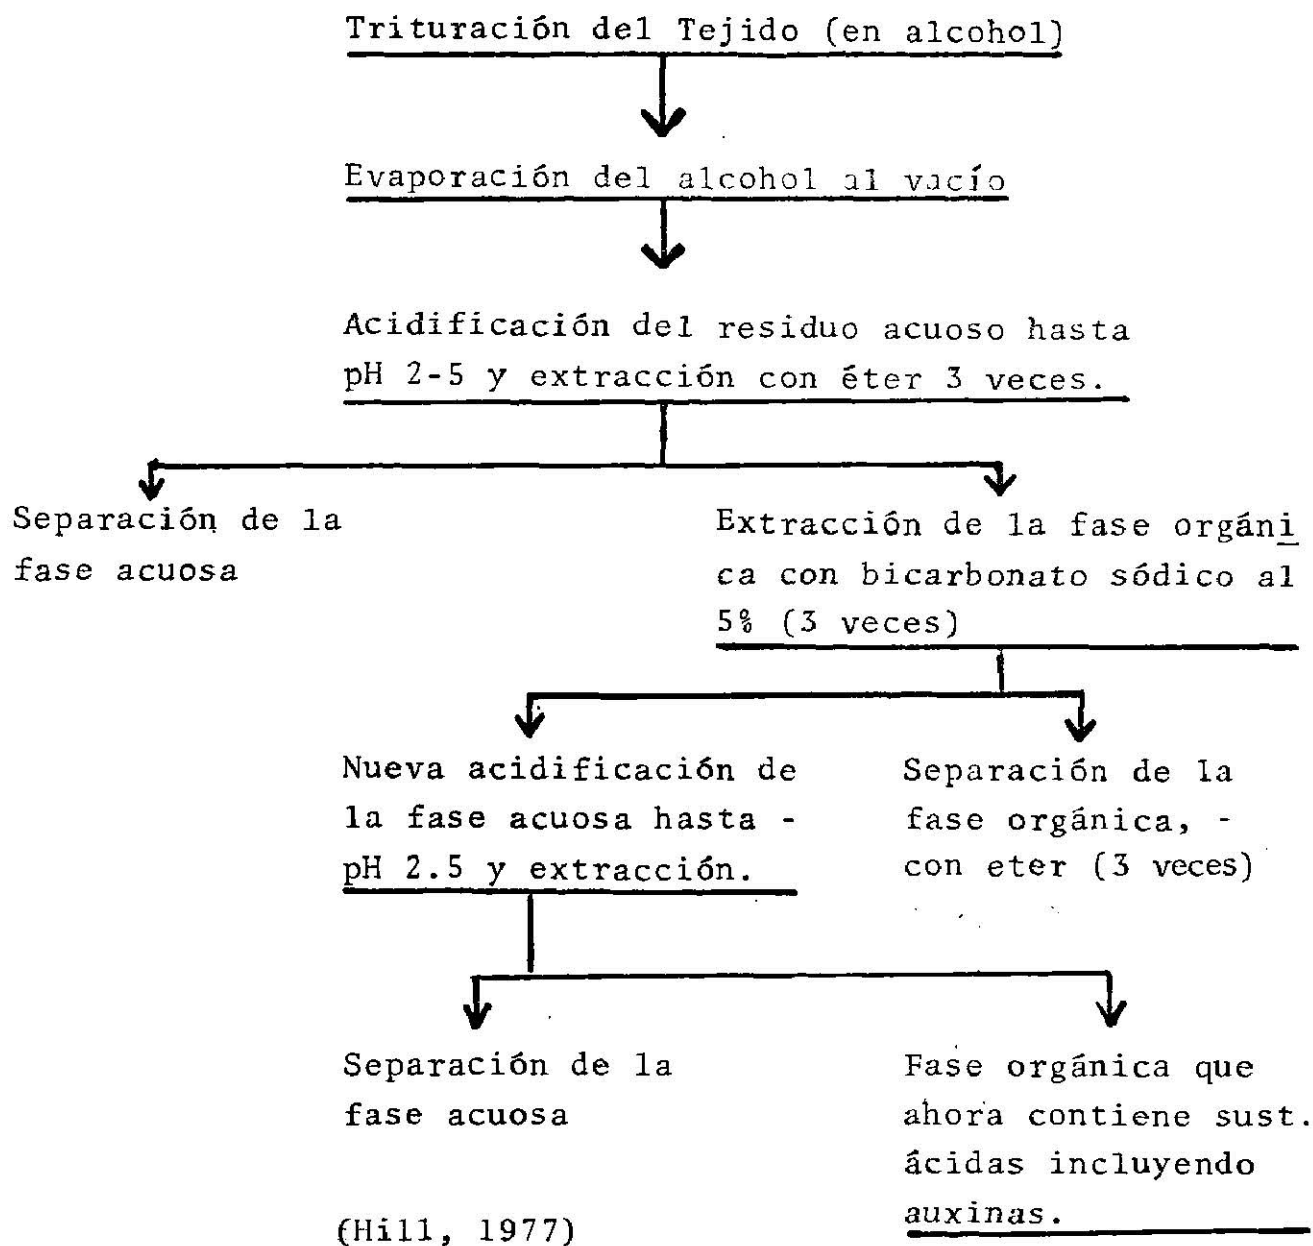 Trituración del Tejido (en alcohol)
Evaporación del alcohol al vacío
Acidificación del residuo acuoso hasta
pH 2-5 y extracción con éter 3 veces.
Separación de la
fase acuosa
Extracción de la fase orgáni
ca con bicarbonato sódico al
5% (3 veces)
Nueva acidificación de
la fase acuosa hasta -
pH 2.5 y extracción.
Separación de la
fase orgánica, -
con eter (3 veces)
Separación de la
fase acuosa
Fase orgánica que
ahora contiene sust.
ácidas incluyendo
auxinas.
(Hill, 1977)